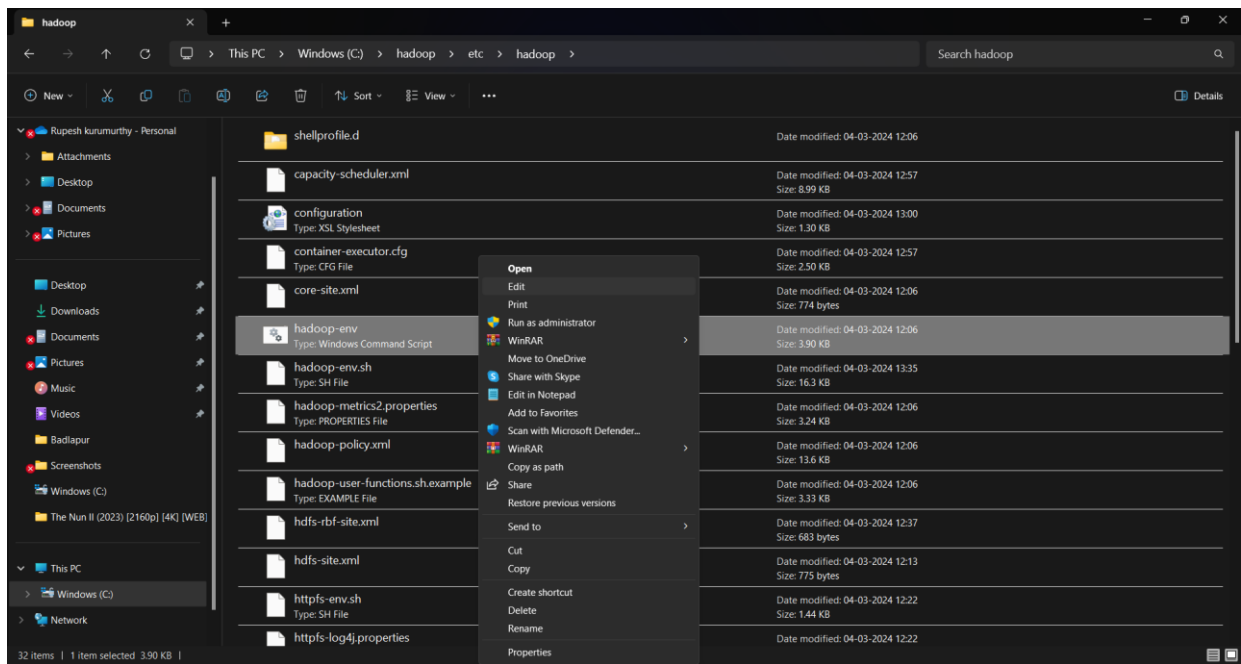 hadoop
This PC > Windows (C:) > hadoop > etc > hadoop >
Search hadoop
New
Sort
View
Details
Rupesh kurumurthy - Personal
Attachments
Desktop
Documents
Pictures
Desktop
Downloads
Documents
Pictures
Music
Videos
Badlapur
Screenshots
Windows (C:)
The Nun II (2023) [2160p] [4K] [WEB]
This PC
Windows (C:)
Network
shellprofile.d
Date modified: 04-03-2024 12:06
capacity-scheduler.xml
Date modified: 04-03-2024 12:57
Size: 8.99 KB
configuration
Type: XSL Stylesheet
Date modified: 04-03-2024 13:00
Size: 1.30 KB
container-executor.cfg
Type: CFG File
Date modified: 04-03-2024 12:57
Size: 2.50 KB
core-site.xml
Date modified: 04-03-2024 12:06
Size: 774 bytes
hadoop-env
Type: Windows Command Script
Date modified: 04-03-2024 12:06
Size: 3.90 KB
hadoop-env.sh
Type: SH File
Date modified: 04-03-2024 13:35
Size: 16.3 KB
hadoop-metrics2.properties
Type: PROPERTIES File
Date modified: 04-03-2024 12:06
Size: 3.24 KB
hadoop-policy.xml
Date modified: 04-03-2024 12:06
Size: 13.6 KB
hadoop-user-functions.sh.example
Type: EXAMPLE File
Date modified: 04-03-2024 12:06
Size: 3.33 KB
hdfs-rbf-site.xml
Date modified: 04-03-2024 12:37
Size: 683 bytes
hdfs-site.xml
Date modified: 04-03-2024 12:13
Size: 775 bytes
httpfs-env.sh
Type: SH File
Date modified: 04-03-2024 12:22
Size: 1.44 KB
httpfs-log4j.properties
Date modified: 04-03-2024 12:22
Open
Edit
Print
Run as administrator
WinRAR
Move to OneDrive
Share with Skype
Edit in Notepad
Add to Favorites
Scan with Microsoft Defender...
WinRAR
Copy as path
Share
Restore previous versions
Send to
Cut
Copy
Create shortcut
Delete
Rename
Properties
32 items | 1 item selected 3.90 KB |